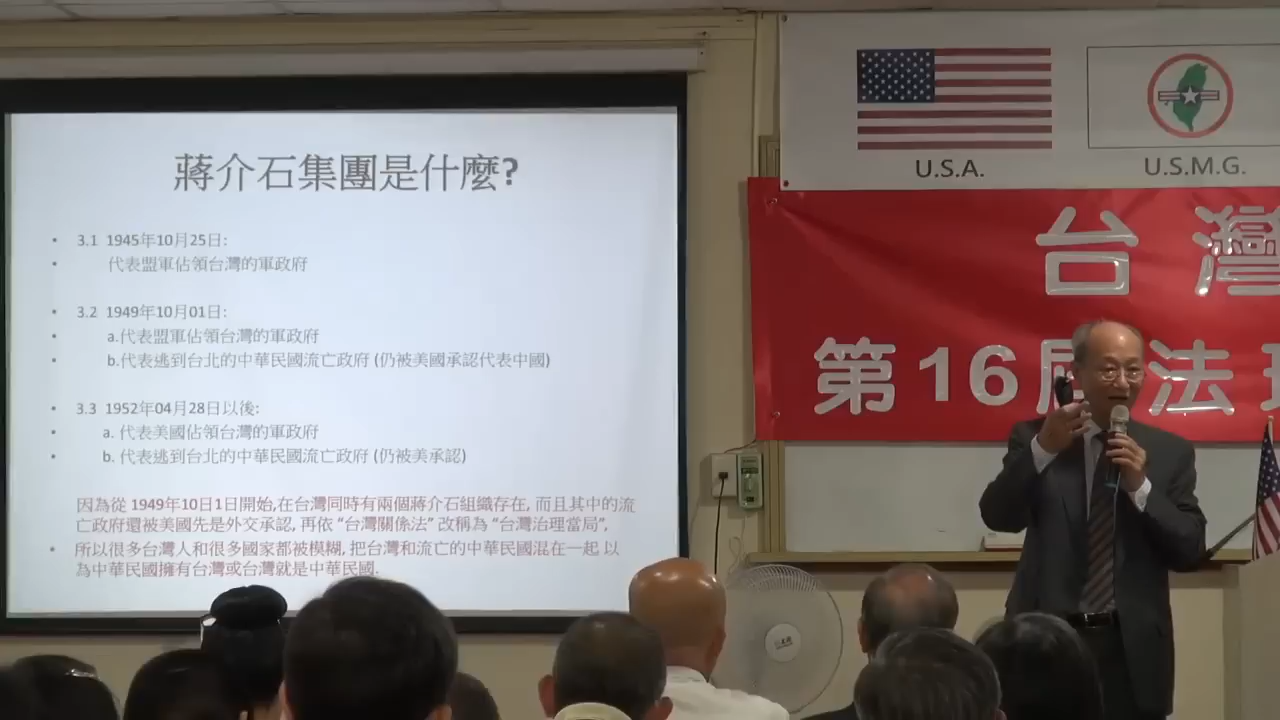 蔣介石集團是什麼?
• 3.1 1945年10月25日:
• 代表盟軍佔領台灣的軍政府
• 3.2 1949年10月01日:
• a.代表盟軍佔領台灣的軍政府
• b.代表逃到台北的中華民國流亡政府 (仍被美國承認代表中國)
• 3.3 1952年04月28日以後:
• a. 代表美國佔領台灣的軍政府
• b. 代表逃到台北的中華民國流亡政府 (仍被美承認)
因為從 1949年10日1日開始,在台灣同時有兩個蔣介石組織存在, 而且其中的流
亡政府還被美國先是外交承認, 再依 “台灣關係法” 改稱為 “台灣治理當局”,
• 所以很多台灣人和很多國家都被模糊, 把台灣和流亡的中華民國混在一起 以
為中華民國擁有台灣或台灣就是中華民國.
U.S.A.
U.S.M.G.
台灣
第16屆法理